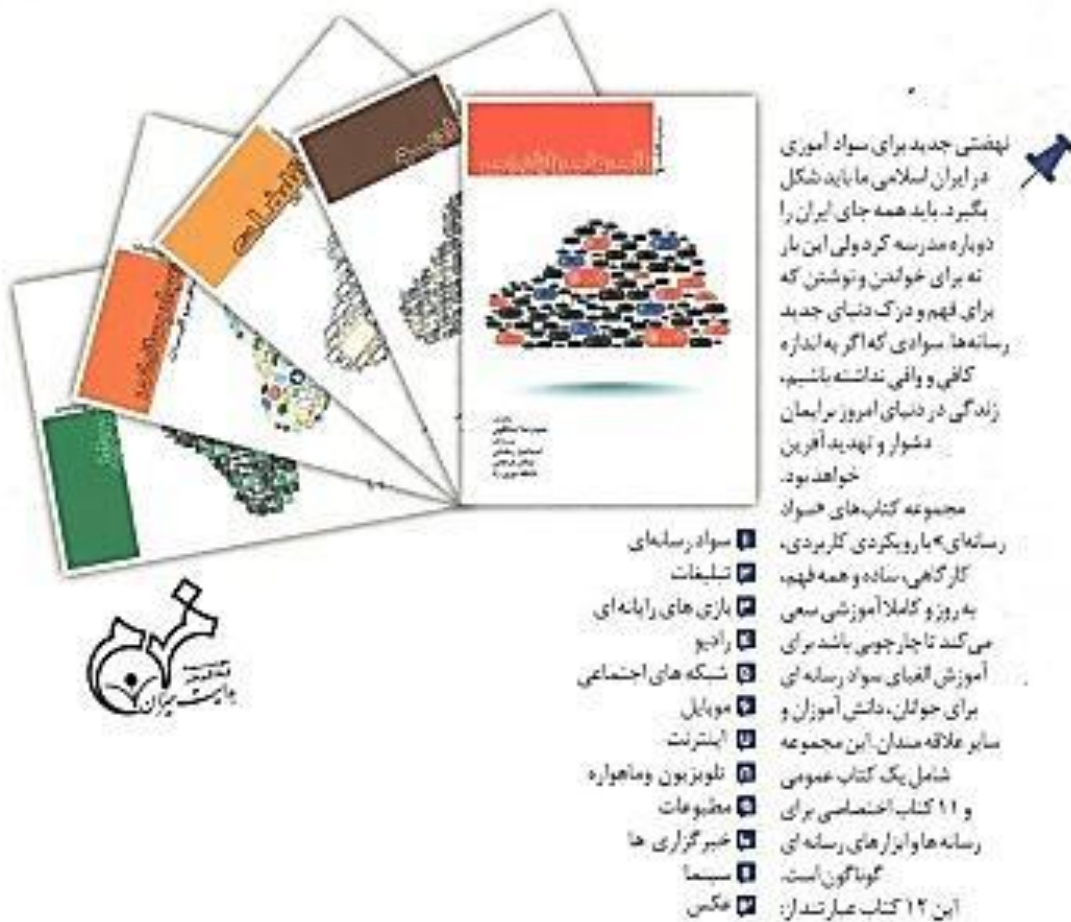 نهضتی جدید برای سواد آموزی
در ایران اسلامی ما باید شکل
بگیرد. باید همه جای ایران را
دوباره مدرسه کرد ولی این بار
نه برای خواندن و نوشتن که
برای فهم و درک دنیای جدید
رسانه‌ها. سوادی که اگر به اندازه
کافی و وافی نداشته باشیم،
زندگی در دنیای امروز برایمان
دشوار و تهدید آفرین
خواهد بود.
مجموعه کتاب‌های «سواد
رسانه‌ای» با رویکردی کاربردی،
کارگاهی، ساده و همه فهم،
به روز و کاملا آموزشی سعی
می‌کند تا چارچوبی باشد برای
آموزش الفبای سواد رسانه ای
برای جوانان، دانش آموزان و
سایر علاقه مندان. این مجموعه
شامل یک کتاب عمومی
و ۱۱ کتاب اختصاصی برای
رسانه ها و ابزارهای رسانه ای
گوناگون است.
این ۱۲ کتاب عبارتنداز:
سواد رسانه‌ای
تبلیغات
بازی های رایانه ای
رادیو
شبکه های اجتماعی
موبایل
اینترنت
تلویزیون وماهواره
مطبوعات
خبرگزاری ها
سینما
عکس